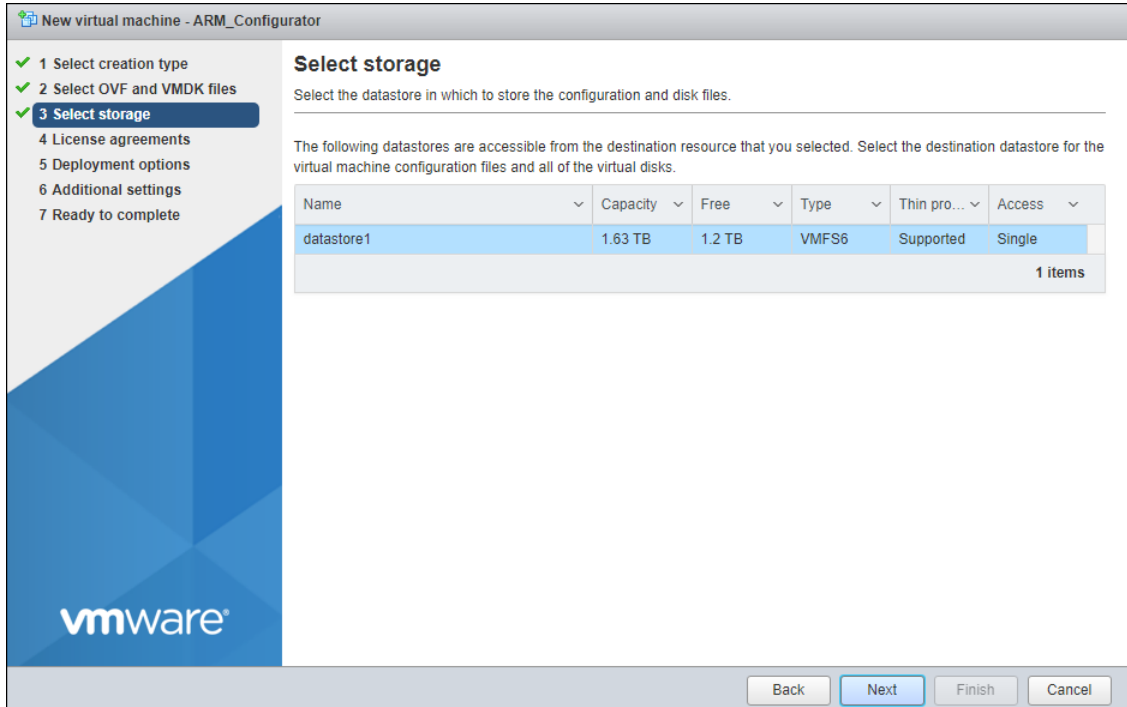 New virtual machine - ARM_Configurator
1 Select creation type
2 Select OVF and VMDK files
3 Select storage
4 License agreements
5 Deployment options
6 Additional settings
7 Ready to complete
vmware®
Select storage
Select the datastore in which to store the configuration and disk files.
The following datastores are accessible from the destination resource that you selected. Select the destination datastore for the
virtual machine configuration files and all of the virtual disks.
Name Capacity Free Type Thin pro... Access
datastore1 1.63 TB 1.2 TB VMFS6 Supported Single
1 items
Back Next Finish Cancel